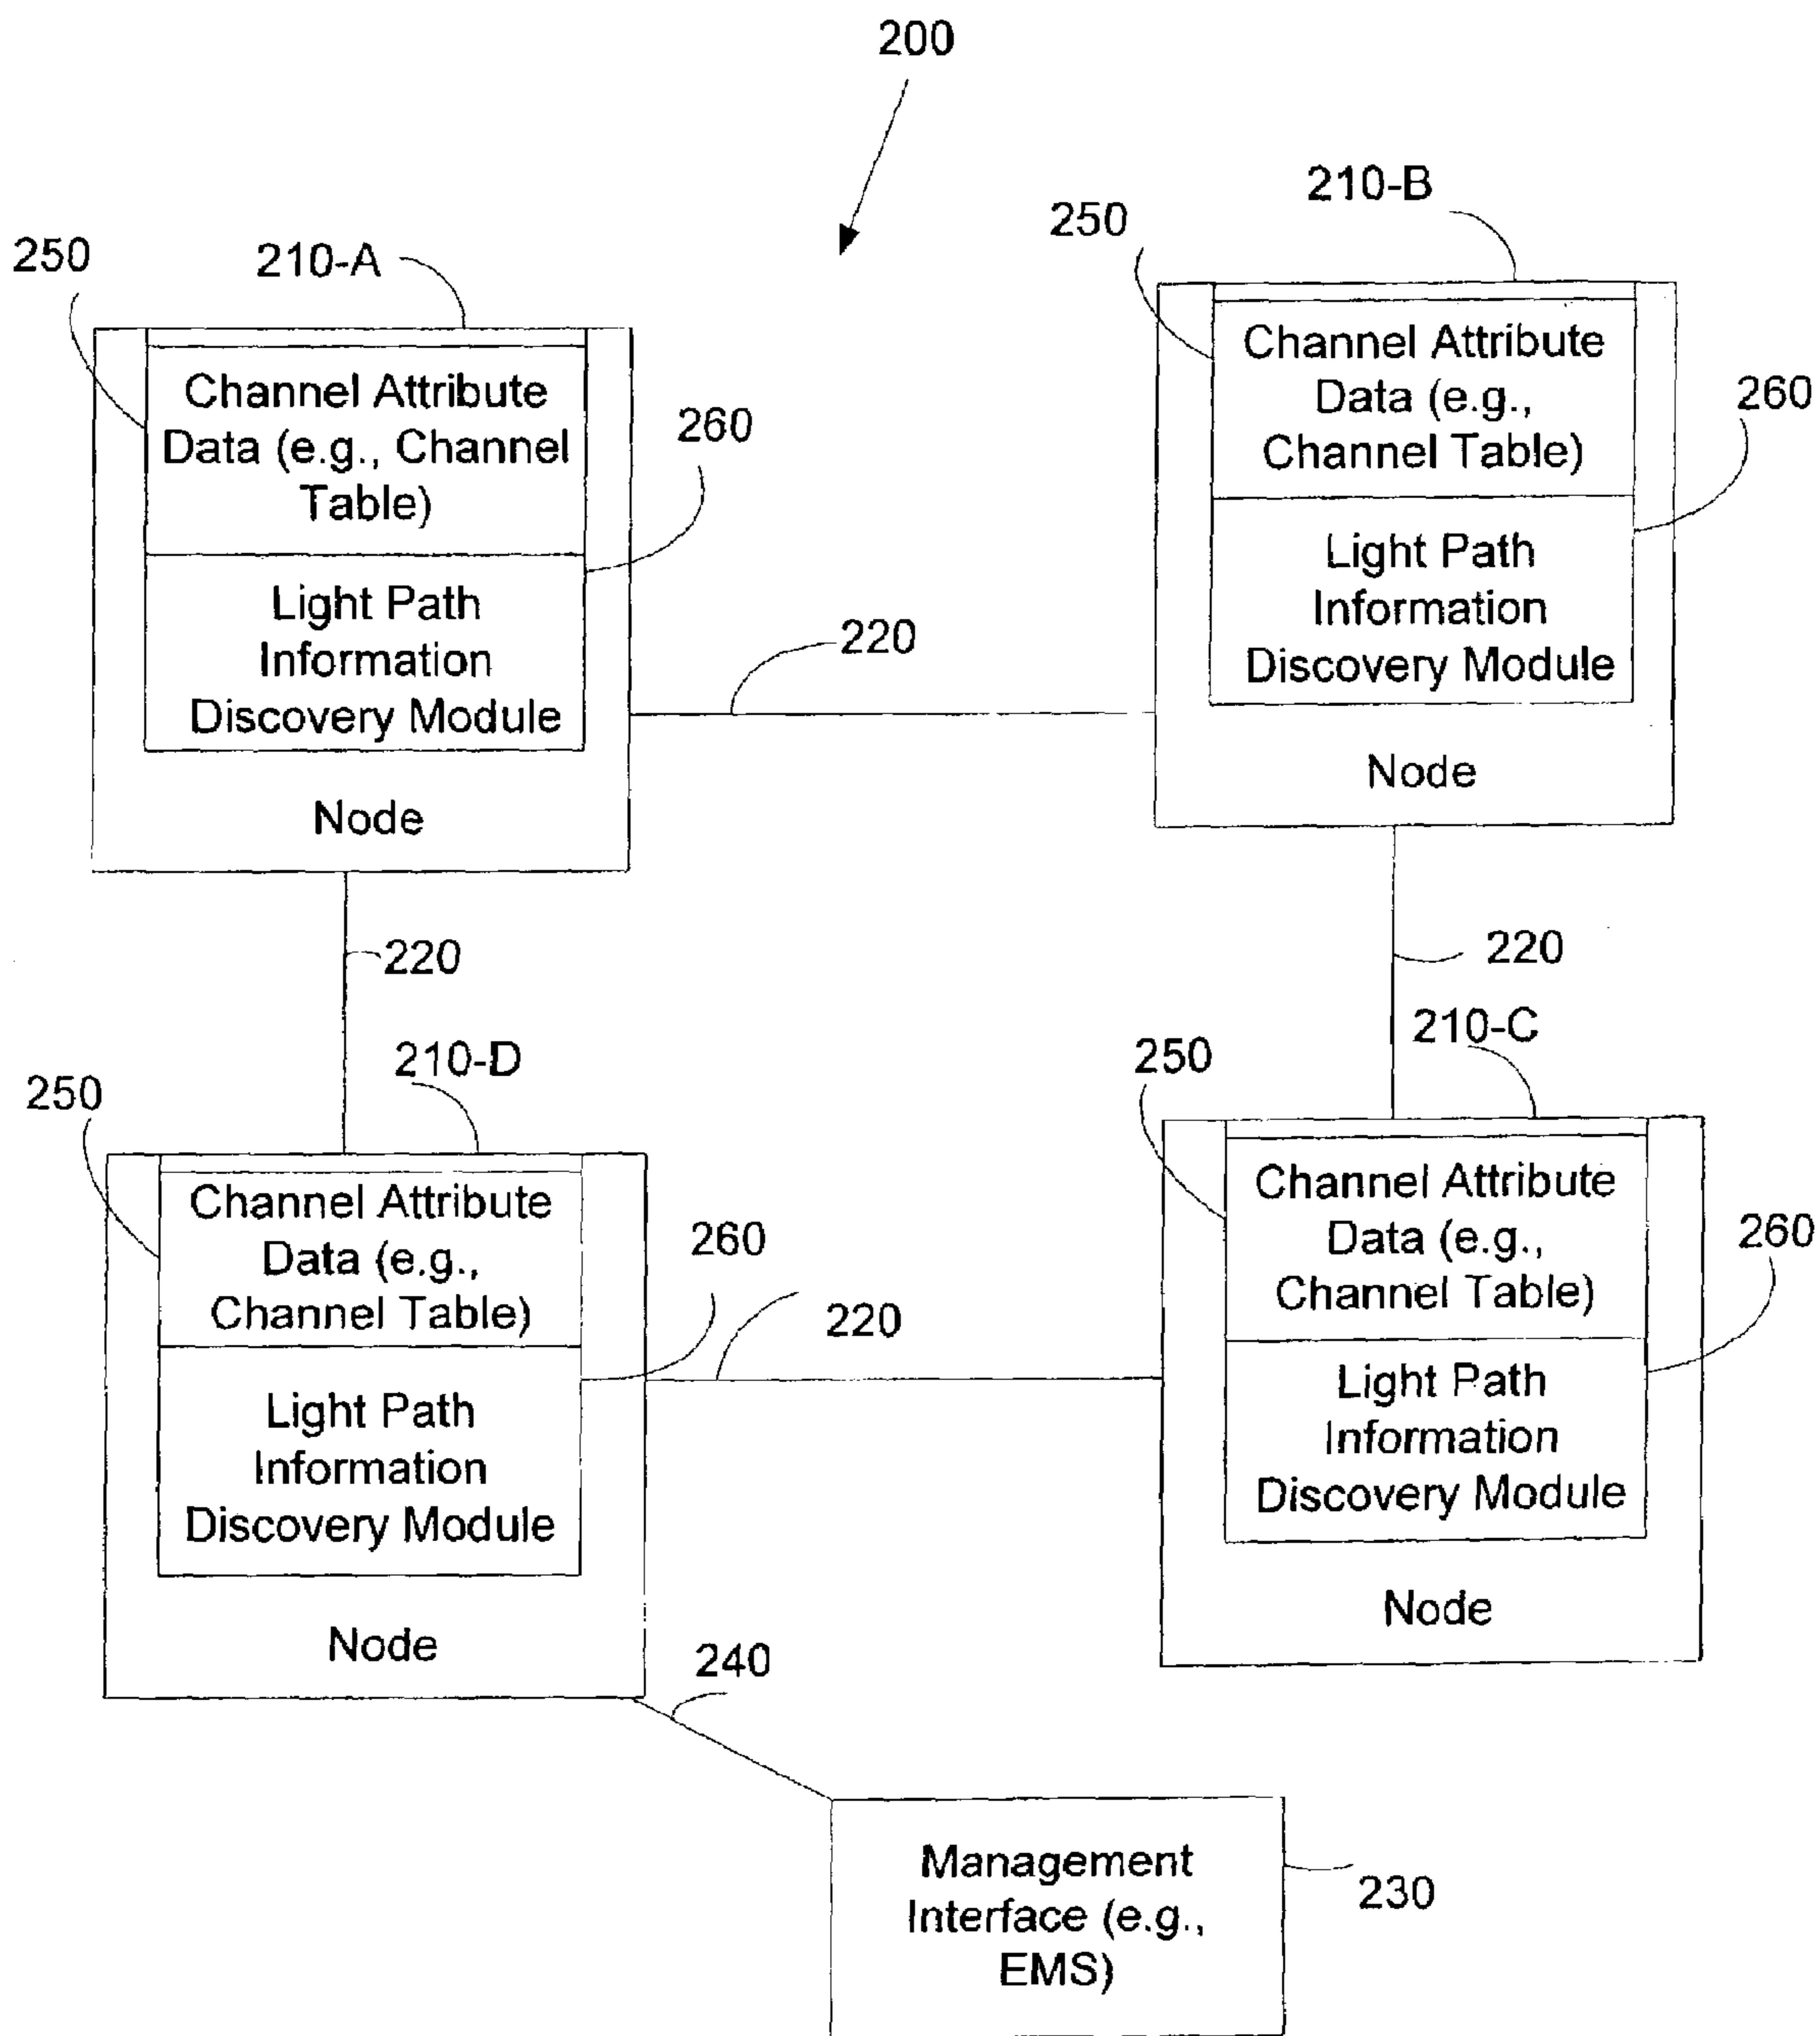 200
210-B
250
210-A
250
Channel Attribute
Data (e.g.,
Channel Table)
260
Channel Attribute
Data (e.g., Channel
Table)
260
Light Path
Information
Discovery Module
Light Path
Information
Discovery Module
220
Node
Node
220
220
210-C
210-D
250
250
Channel Attribute
Data (e.g.,
Channel Table)
260
Channel Attribute
Data (e.g.,
Channel Table)
260
220
Light Path
Information
Discovery Module
Light Path
Information
Discovery Module
Node
Node
240
Management
Interface (e.g.,
EMS)
230